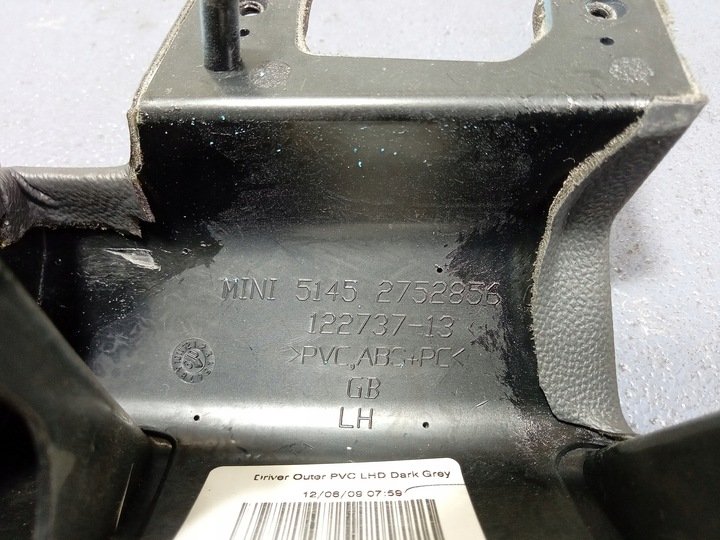 MINI 5145 2752856
122737-13
>PVC,ABS+PC<
GB
LH
Driver Outer PVC LHD Dark Grey
12/08/09 07:59